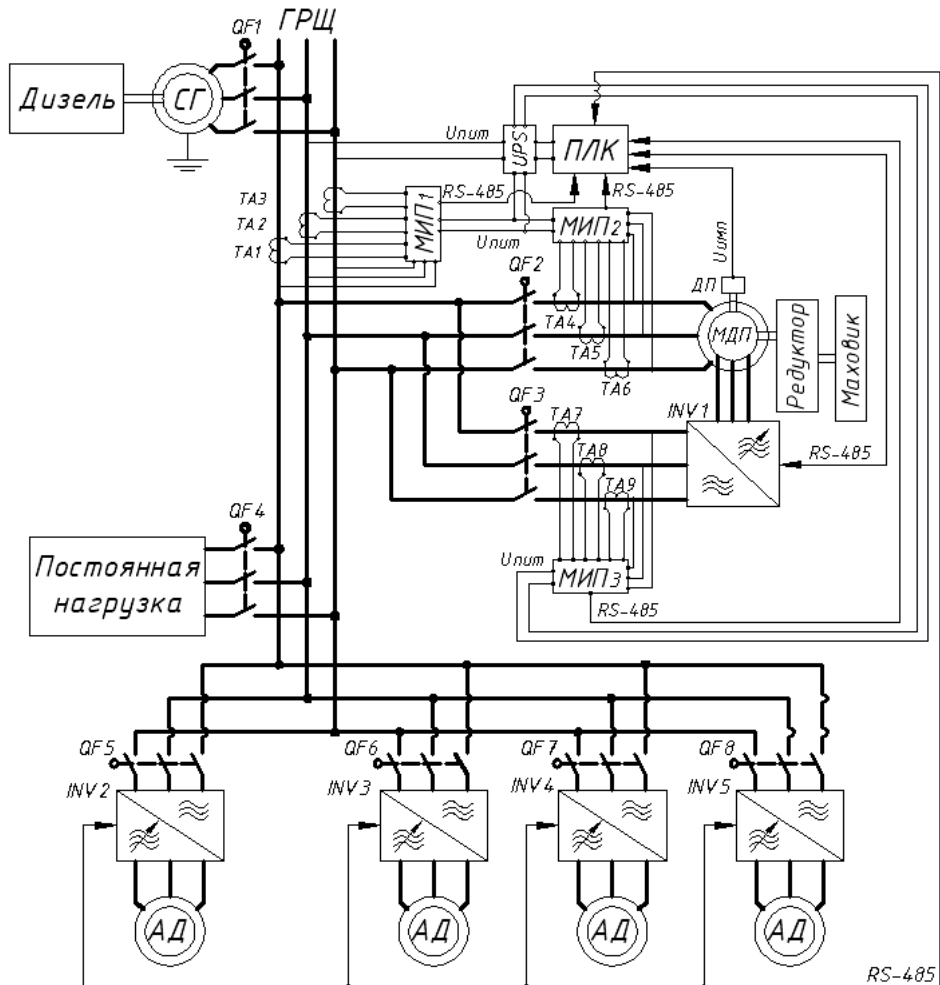 QF1
ГРЩ
Дизель
СГ
Uпит
UPS
ПЛК
RS-485
RS-485
TA3
TA2
TA1
МИП1
МИП2
Uпит
Uимп
QF2
ДП
TA4
TA5
TA6
МДП
Редуктор
Маховик
QF3
TA7
TA8
TA9
INV1
RS-485
QF4
Постоянная
нагрузка
Uпит
МИП3
RS-485
QF5
QF6
QF7
QF8
INV2
INV3
INV4
INV5
АД
АД
АД
АД
RS-485